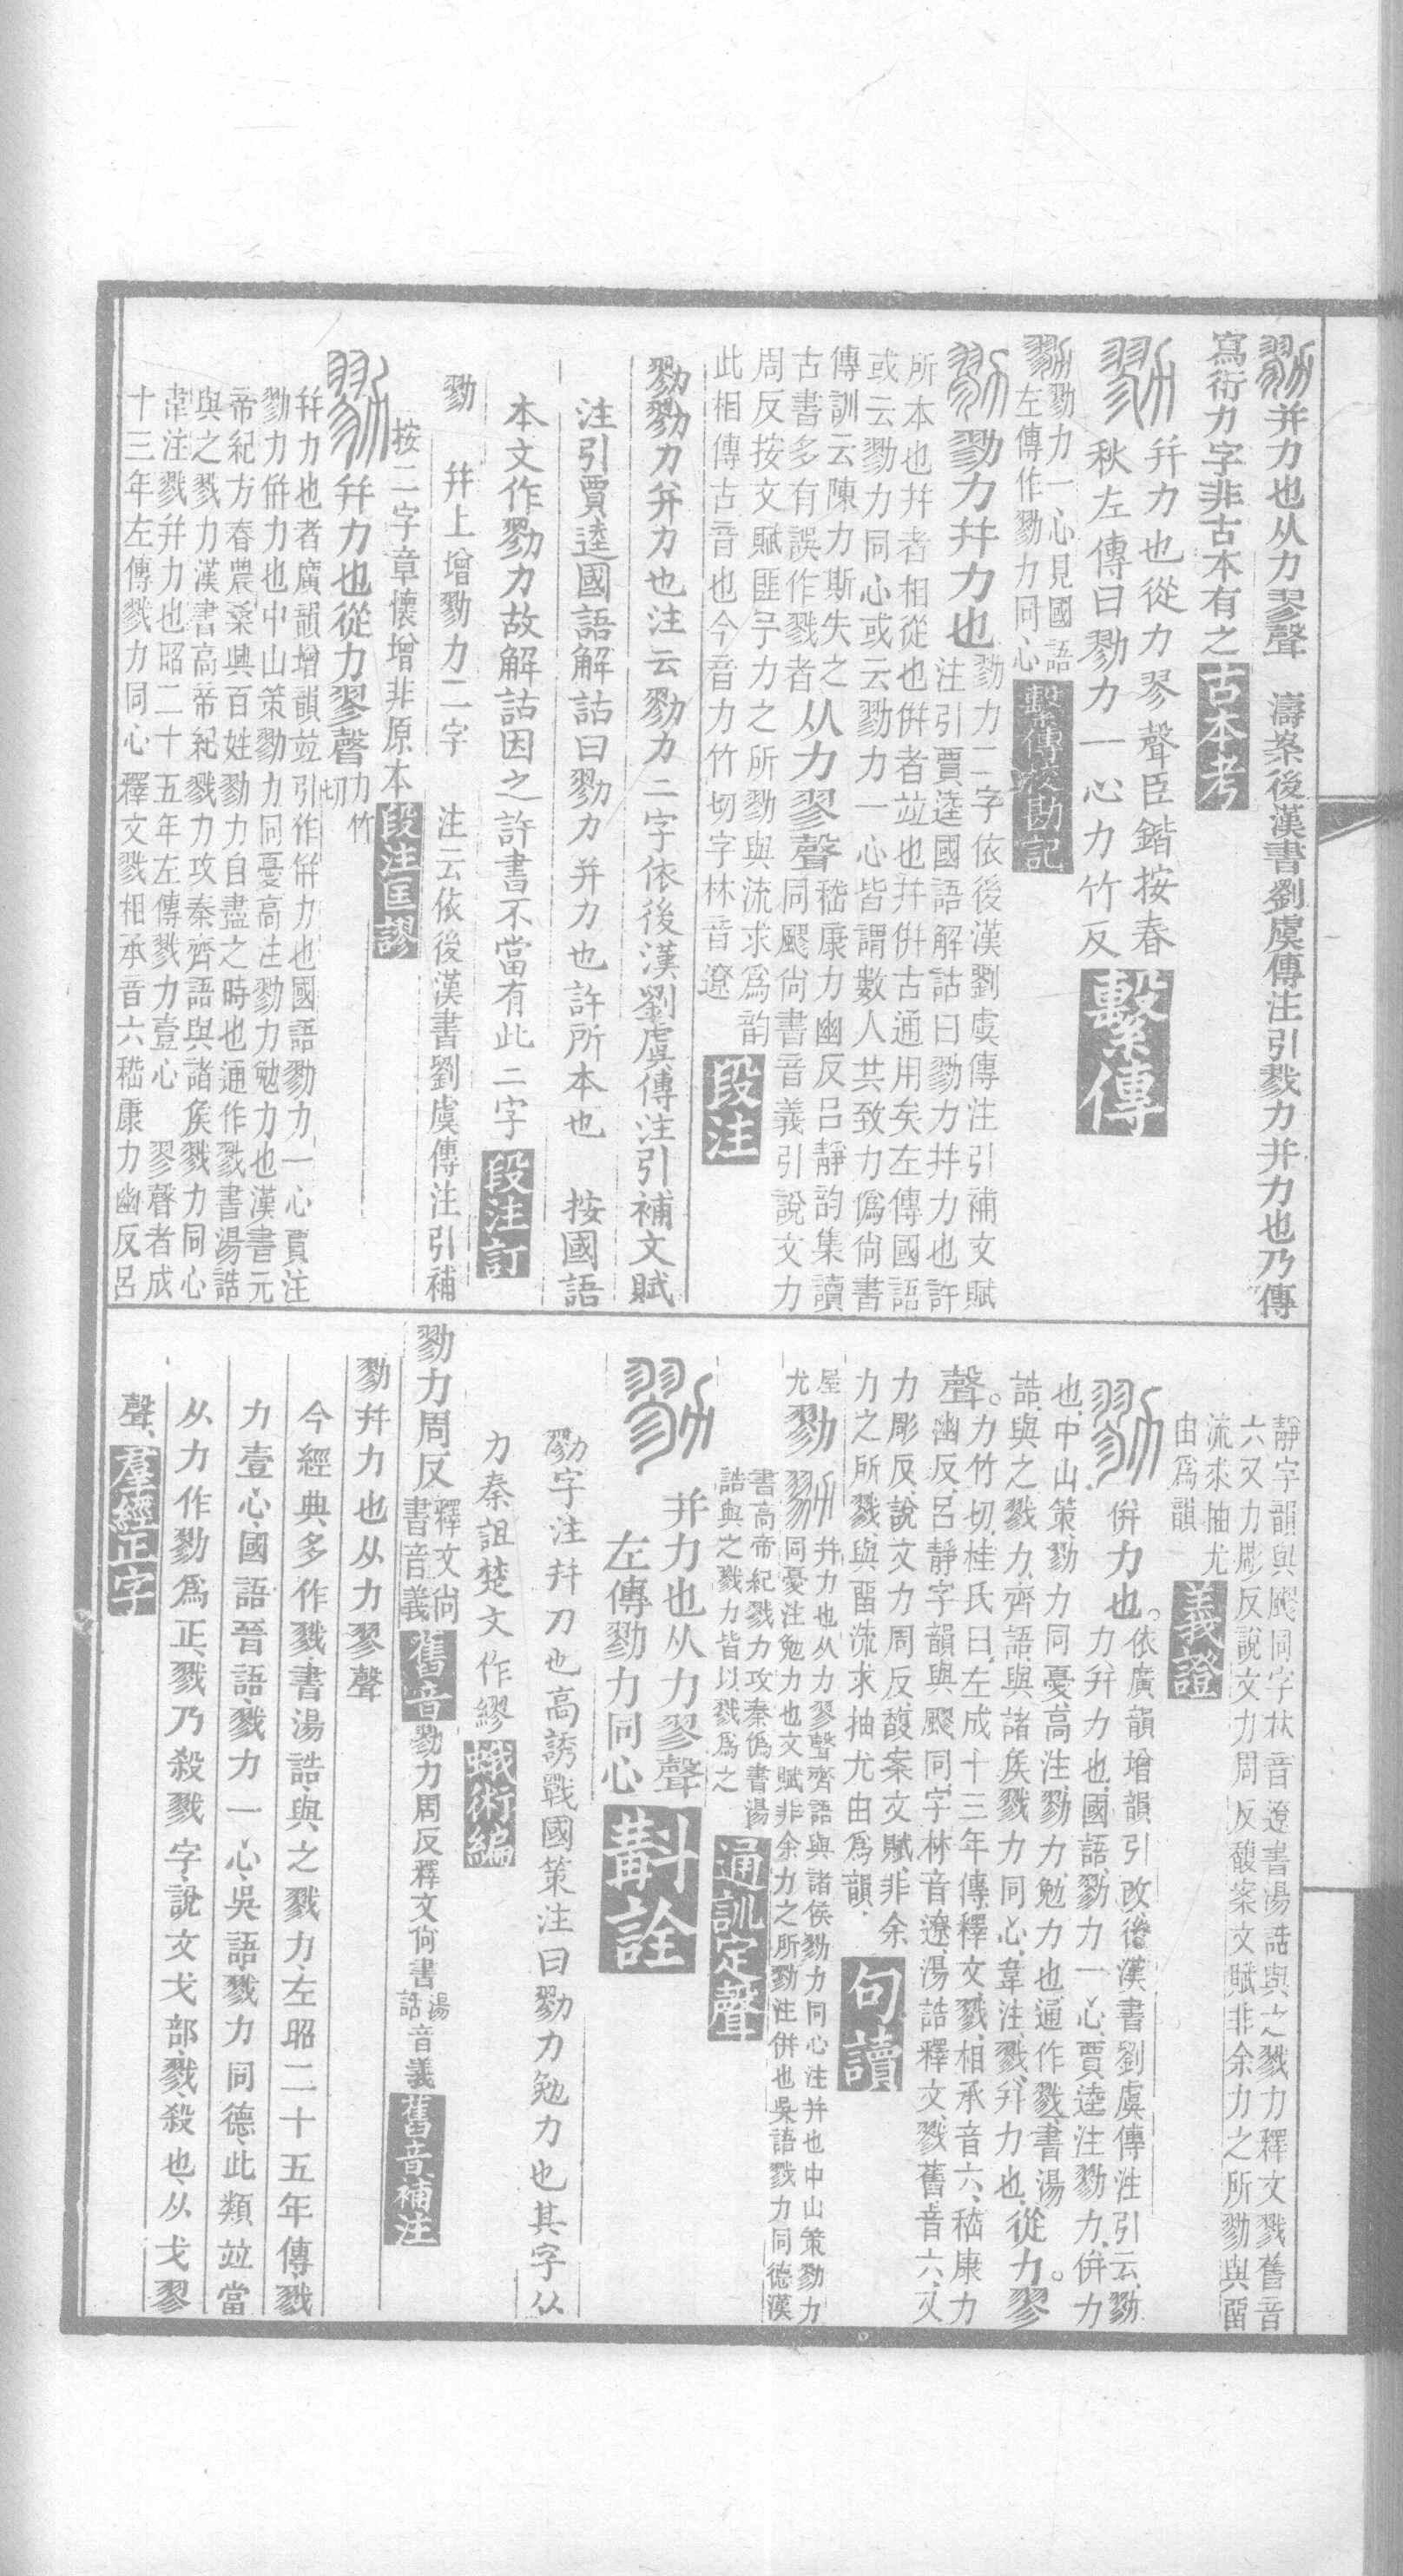 勠并力也从力翏聲　濤案後漢書劉虞傳注引戮力并力也乃傳
寫衍力字非古本有之古本考
勠幷力也從力翏聲臣鍇按春
秋左傳曰勠力一心力竹反繫傳
勠勠力一心見國語
左傳作勠力同心繫傳校勘記
勠勠力幷力也勠力二字依後漢劉虞傳注引補文賦
注引賈逵國語解詁曰勠力幷力也許
所本也幷者相從也倂者竝也幷倂古通用矣左傳國語
或云勠力同心或云勠力一心皆謂數人共致力僞尙書
傳訓云陳力斯失之
古書多有誤作戮者从力翏聲嵇康力幽反呂靜韵集讀
同飂尙書音義引說文力
周反按文賦匪予力之所勠與流求爲韵
此相傳古音也今音力竹切字林音遼段注
勠勠力并力也注云勠力二字依後漢劉虞傳注引補文賦
注引賈逵國語解詁曰勠力并力也許所本也　按國語
本文作勠力故解詁因之許書不當有此二字段注訂
勠　幷上增勠力二字　注云依後漢書劉虞傳注引補
按二字章懷增非原本段注匡謬
勠幷力也從力翏聲力竹切
幷力也者廣韻增韻竝引作倂力也國語勠力一心賈注
勠力倂力也中山策勠力同憂高注勠力勉力也漢書元
帝紀方春農桑興百姓勠力自盡之時也通作戮書湯誥
與之戮力漢書高帝紀戮力攻秦齊語與諸矦戮力同心
韋注戮幷力也昭二十五年左傳戮力壹心　翏聲者成
十三年左傳戮力同心釋文戮相承音六嵇康力幽反呂
靜字韻與飂同字林音遼書湯誥與之戮力釋文戮舊音
六又力彫反說文力周反馥案文賦非余力之所勠與畱
流求抽尤
由爲韻義證
勠倂力也。依廣韻增韻引改後漢書劉虞傳注引云勠
力幷力也國語勠力一心賈逵注勠力倂力
也中山策勠力同憂高注勠力勉力也通作戮書湯
誥與之戮力齊語與諸矦戮力同心韋注戮幷力也從力。翏
聲。力竹切桂氏曰左成十三年傳釋文戮相承音六嵇康力
幽反呂靜字韻與飂同字林音遼湯誥釋文戮舊音六又
力彫反說文力周反馥案文賦非余
力之所戮與畱流求抽尤由爲韻句讀
屋
尤勠勠幷力也从力翏聲齊語與諸侯勠力同心注幷也中山策勠力
同憂注勉力也文賦非余力之所勠注倂也吳語戮力同德漢
書高帝紀戮力攻秦僞書湯
誥與之戮力皆以戮爲之通訓定聲
勠并力也从力翏聲
左傳勠力同心斠詮
勠字注幷力也高誘戰國策注曰勠力勉力也其字从
力秦詛楚文作繆蛾術編
勠力周反釋文尙
書音義舊音勠力周反釋文尙書湯
誥音義舊音補注
勠幷力也从力翏聲
今經典多作戮書湯誥與之戮力左昭二十五年傳戮
力壹心國語晉語戮力一心吳語戮力同德此類竝當
从力作勠爲正戮乃殺戮字說文戈部戮殺也从戈翏
聲羣經正字